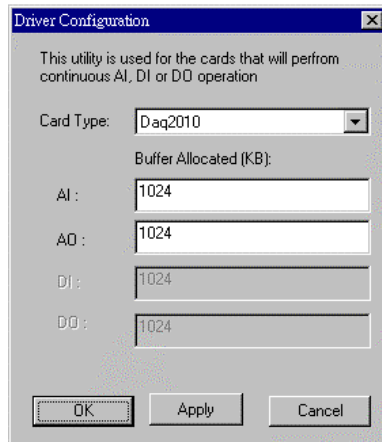 Driver Configuration
This utility is used for the cards that will perfrom
continuous AI, DI or DO operation
Card Type: Daq2010
Buffer Allocated (KB):
AI : 1024
AO : 1024
DI : 1024
DO : 1024
OK Apply Cancel